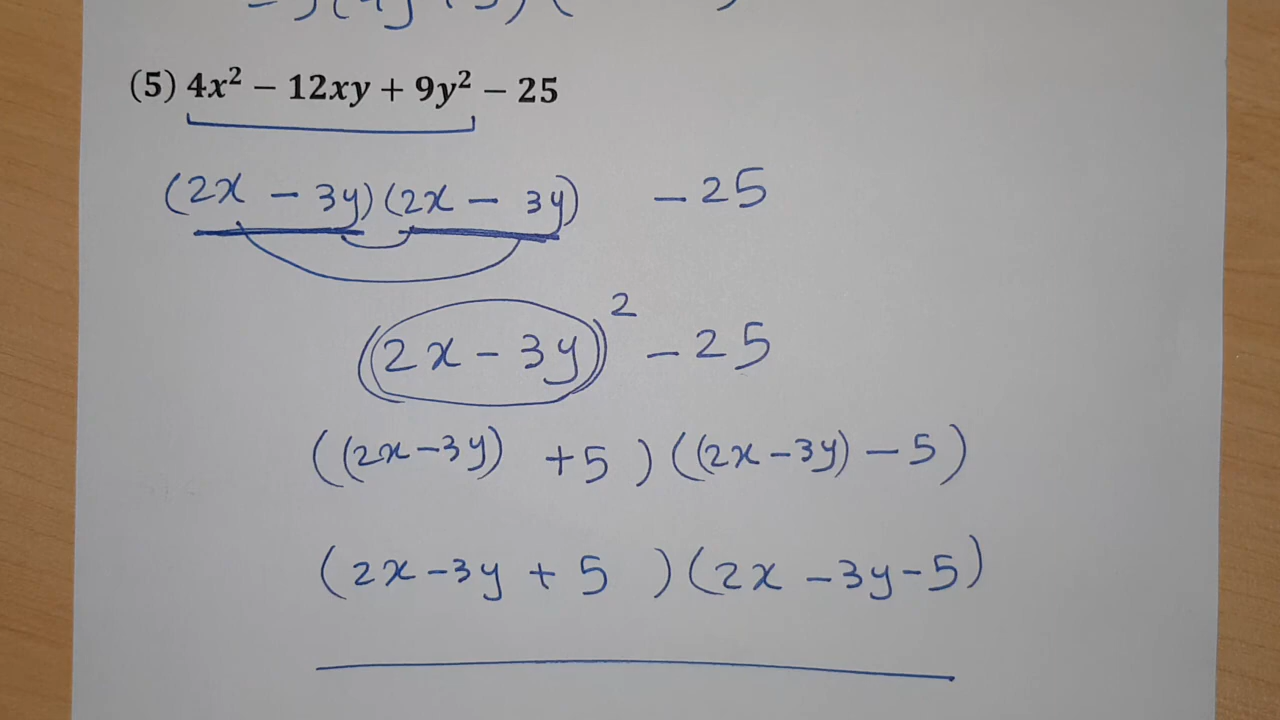 (5) 4x² – 12xy + 9y² – 25
(2x – 3y)(2x – 3y) – 25
(2x – 3y)² – 25
((2x – 3y) + 5)((2x – 3y) – 5)
(2x – 3y + 5)(2x – 3y – 5)